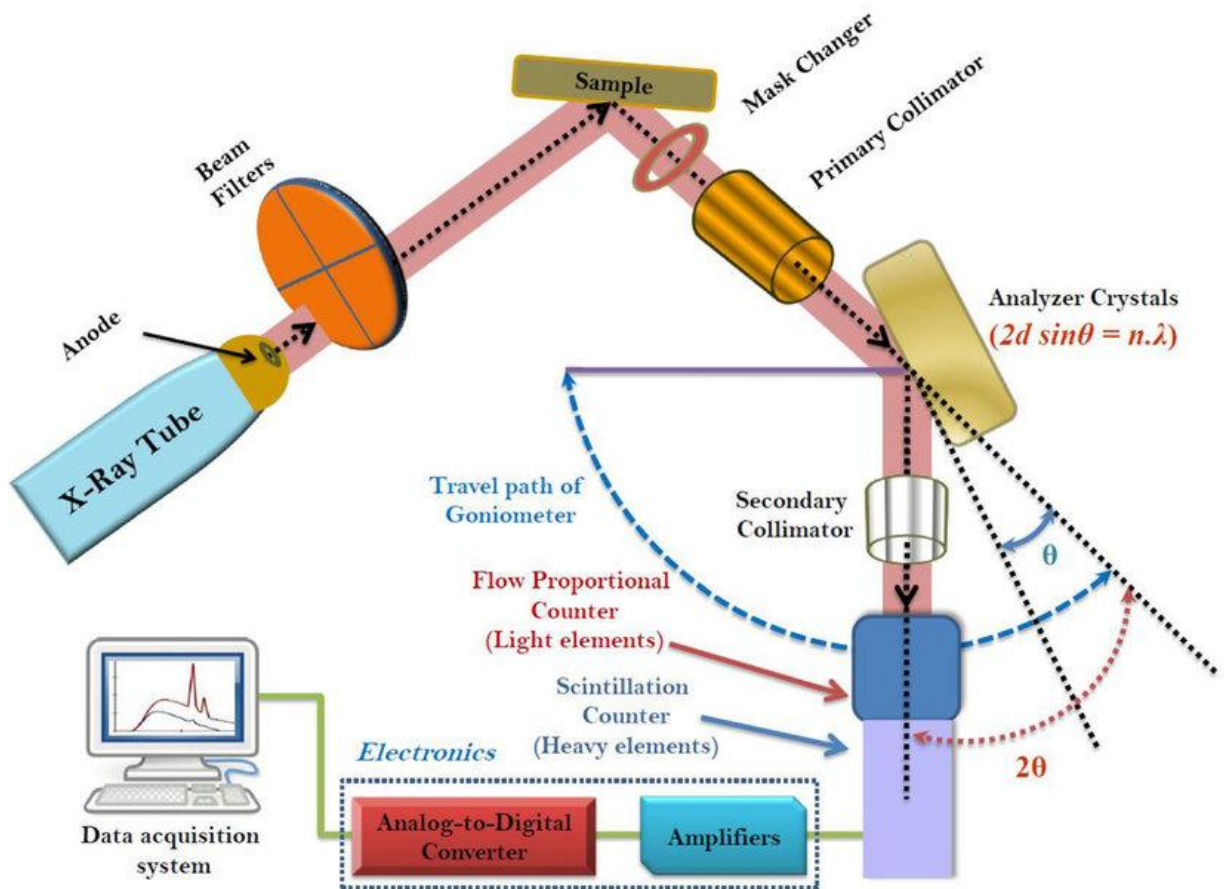 Sample
Mask Changer
Primary Collimator
Beam
Filters
Anode
X-Ray Tube
Analyzer Crystals
(2d sinθ = n.λ)
Travel path of
Goniometer
Secondary
Collimator
θ
Flow Proportional
Counter
(Light elements)
Scintillation
Counter
(Heavy elements)
2θ
Electronics
Analog-to-Digital
Converter
Amplifiers
Data acquisition
system